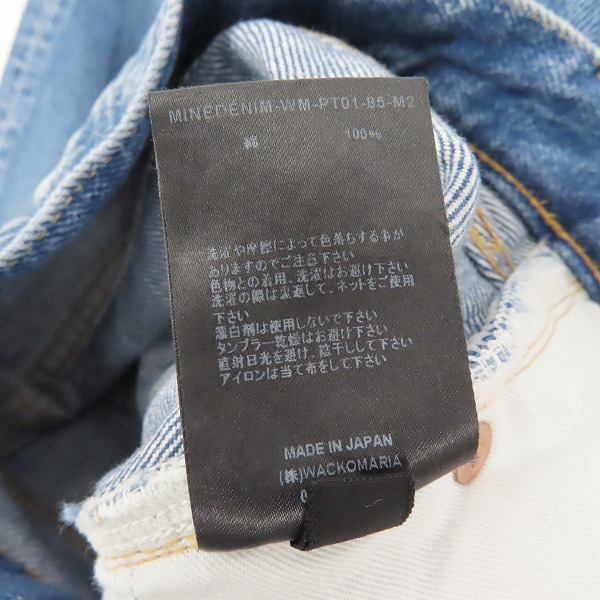 MINEDENIM-WM-PT01-B5-M2
綿 100%
洗濯や摩擦によって色落ちする事が
ありますのでご注意下さい
色物との着用、洗濯はお避け下さい
洗濯の際は裏返して、ネットをご使用
下さい
漂白剤は使用しないで下さい
タンブラー乾燥はお避け下さい
直射日光を避け、陰干しして下さい
アイロンは当て布をして下さい
MADE IN JAPAN
(株)WACKOMARIA
0